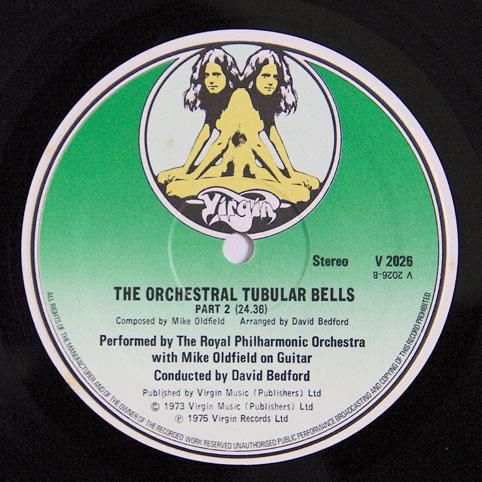 Virgin
Stereo V 2026
V 2026-B
THE ORCHESTRAL TUBULAR BELLS
PART 2 (24.36)
Composed by Mike Oldfield Arranged by David Bedford
Performed by The Royal Philharmonic Orchestra
with Mike Oldfield on Guitar
Conducted by David Bedford
Published by Virgin Music (Publishers) Ltd
© 1973 Virgin Music (Publishers) Ltd
℗ 1975 Virgin Records Ltd
ALL RIGHTS OF THE MANUFACTURER AND OF THE OWNER OF THE RECORDED WORK RESERVED UNAUTHORISED PUBLIC PERFORMANCE BROADCASTING AND COPYING OF THIS RECORD PROHIBITED